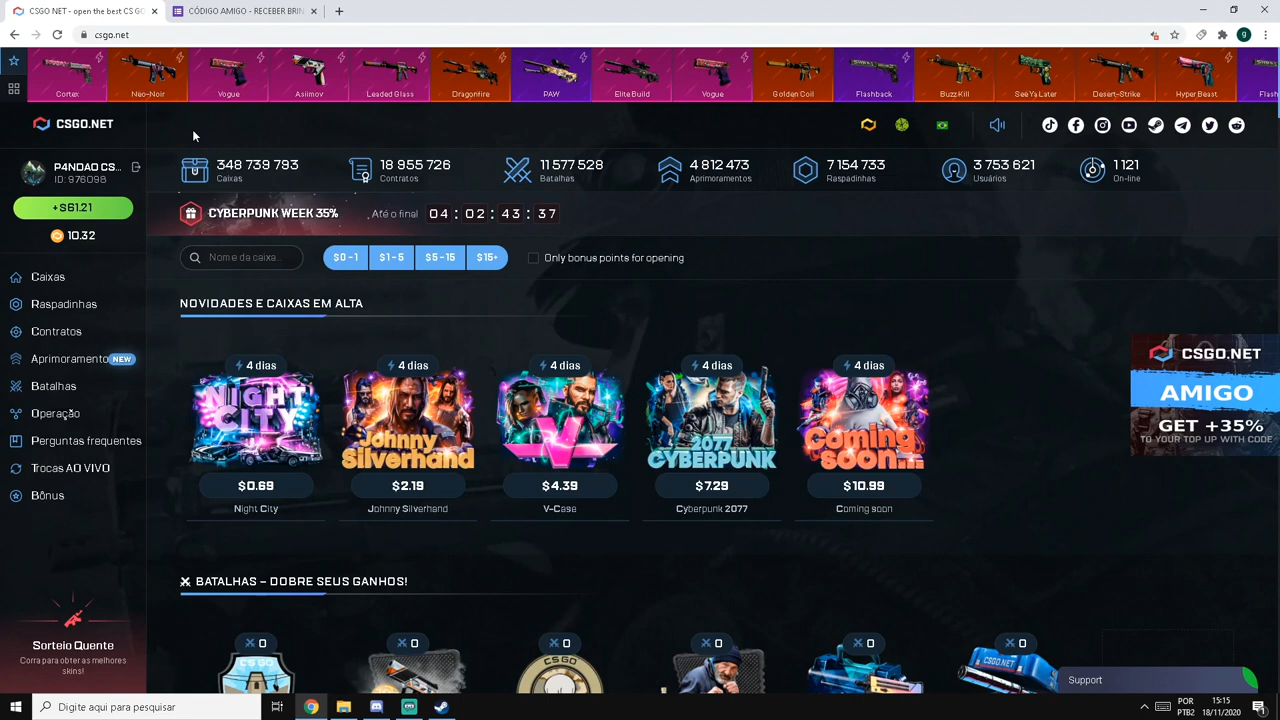 CSGO NET - open the best CS GO
CÓDIGO AMIGO - RECEBER BRIN
csgo.net
Cortex
Neo-Noir
Vogue
Asiimov
Leaded Glass
Dragonfire
PAW
Elite Build
Vogue
Golden Coil
Flashback
Buzz Kill
See Ya Later
Desert-Strike
Hyper Beast
Flash
CSGO.NET
P4NDAO CS...
ID: 976098
348 739 793
Caixas
18 955 726
Contratos
11 577 528
Batalhas
4 812 473
Aprimoramentos
7 154 733
Raspadinhas
3 753 621
Usuários
1 121
On-line
+$61.21
10.32
CYBERPUNK WEEK 35%
Até o final
04 : 02 : 43 : 37
Nome de caixa...
$0 - 1
$1 - 5
$5 - 15
$15+
Only bonus points for opening
Caixas
Raspadinhas
Contratos
Aprimoramento NEW
Batalhas
Operação
Perguntas frequentes
Trocas AO VIVO
Bônus
NOVIDADES E CAIXAS EM ALTA
4 dias
4 dias
4 dias
4 dias
4 dias
NIGHT CITY
Johnny Silverhand
V
2077 CYBERPUNK
Coming soon...
$0.69
$2.19
$4.39
$7.29
$10.99
Night City
Johnny Silverhand
V-Case
Cyberpunk 2077
Coming soon
CSGO.NET
AMIGO
GET +35%
TO YOUR TOP UP WITH CODE
BATALHAS – DOBRE SEUS GANHOS!
0
0
0
0
0
0
CS GO
CS GO
CSGO.NET
Sorteio Quente
Corra para obter as melhores
skins!
Support
Digite aqui para pesquisar
POR
PTB2
15:15
18/11/2020